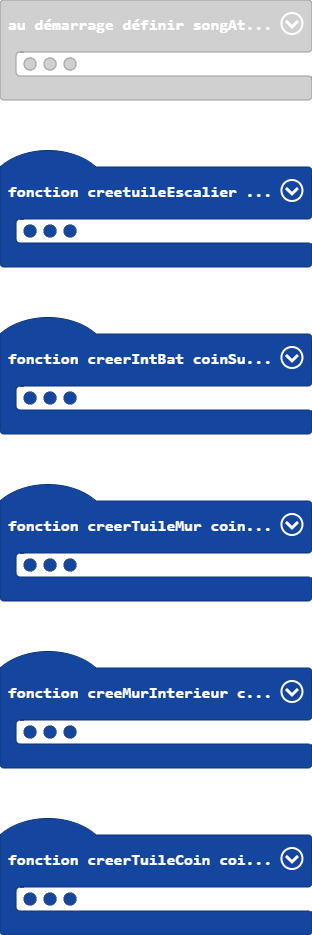 au démarrage définir songAt...
fonction creetuileEscalier ...
fonction creerIntBat coinSu...
fonction creerTuileMur coin...
fonction creeMurInterieur c...
fonction creerTuileCoin coi...